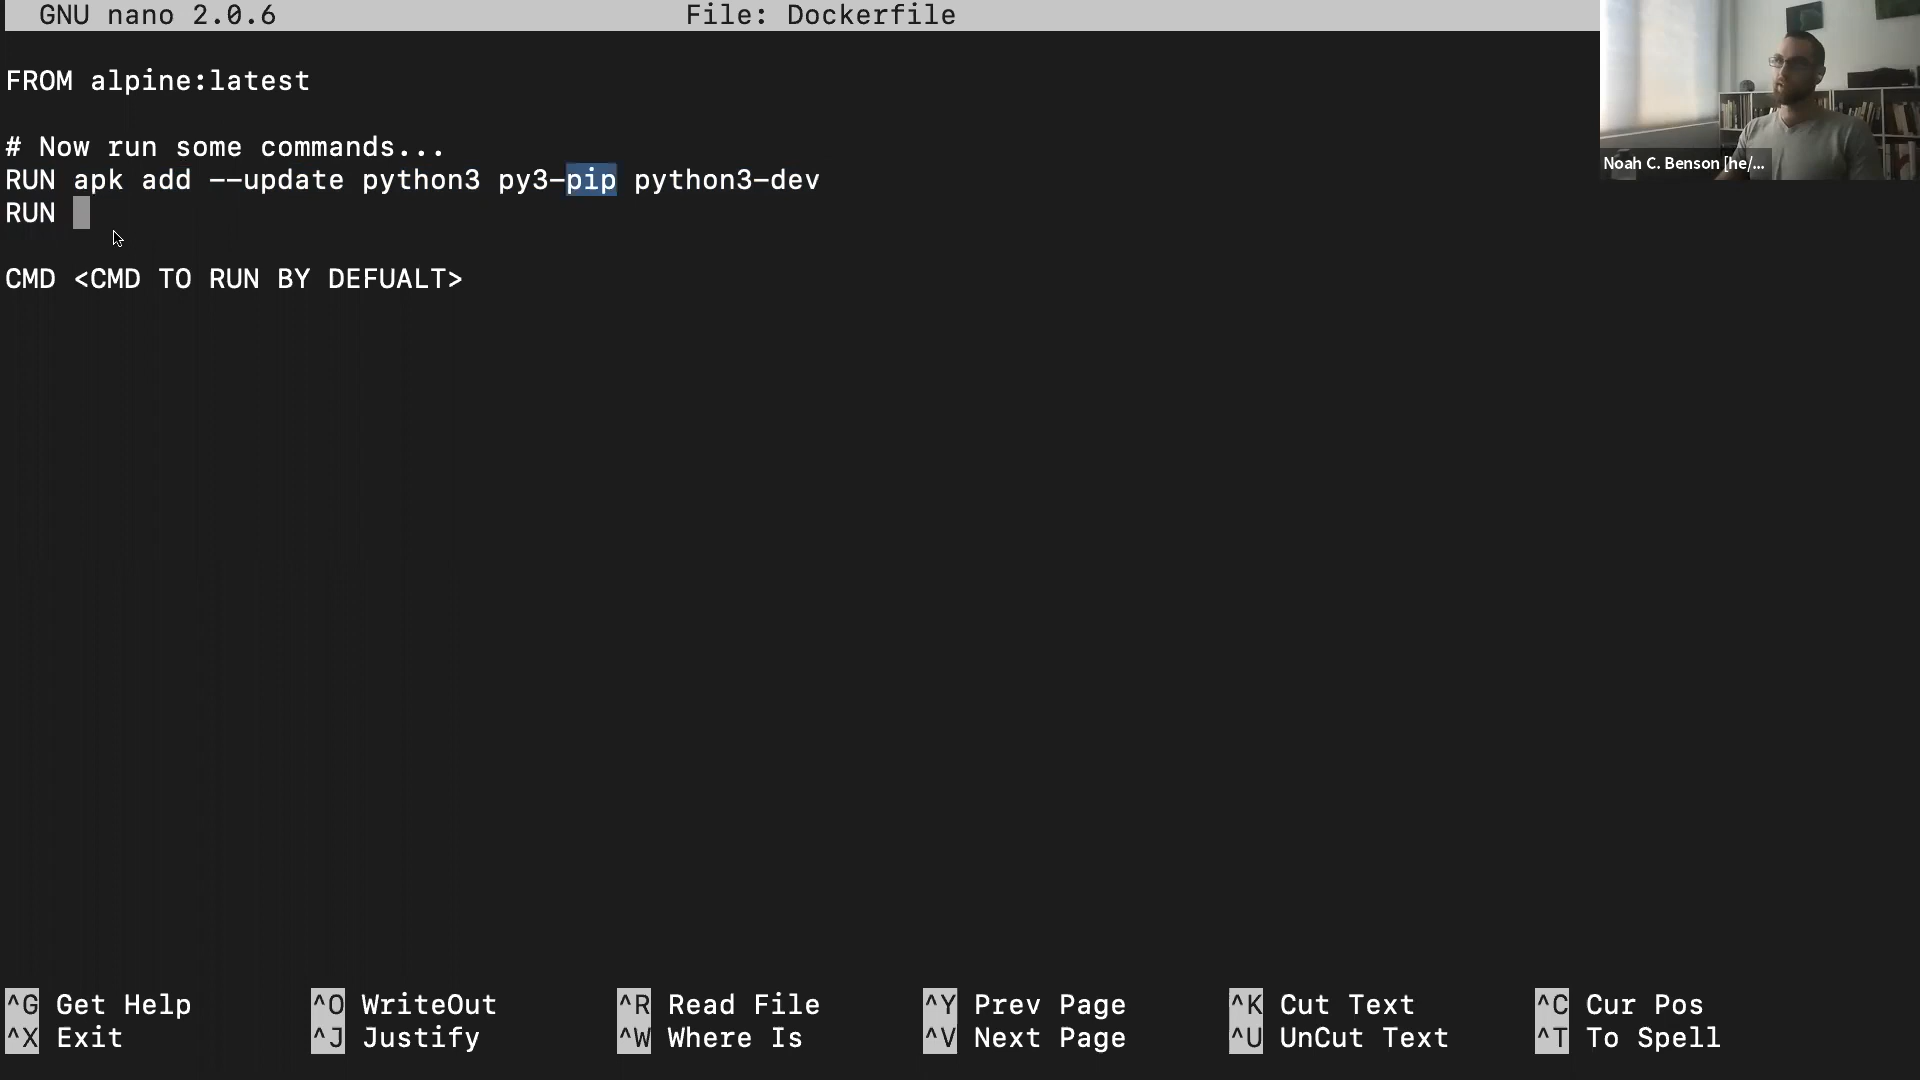 GNU nano 2.0.6 File: Dockerfile
FROM alpine:latest
# Now run some commands...
RUN apk add --update python3 py3-pip python3-dev
RUN
CMD <CMD TO RUN BY DEFUALT>
Noah C. Benson [he/...
^G Get Help ^O WriteOut ^R Read File ^Y Prev Page ^K Cut Text ^C Cur Pos
^X Exit ^J Justify ^W Where Is ^V Next Page ^U UnCut Text ^T To Spell